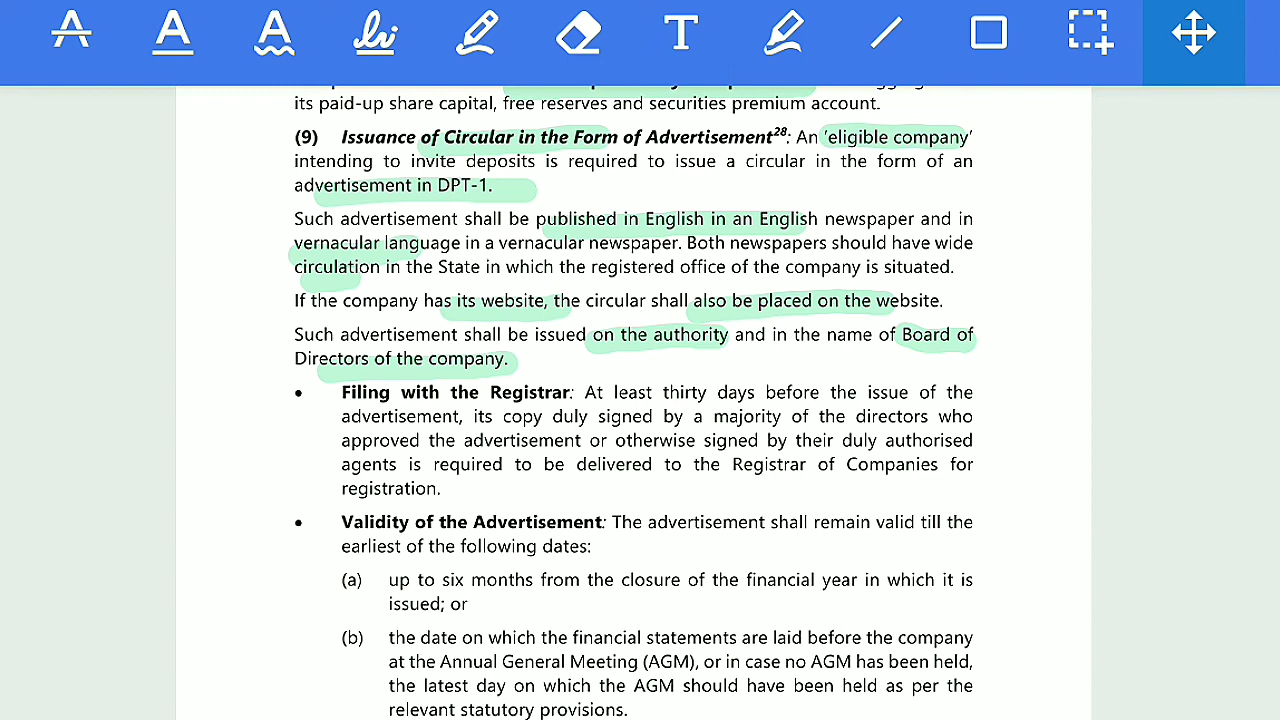 its paid-up share capital, free reserves and securities premium account.
(9) Issuance of Circular in the Form of Advertisement28: An 'eligible company'
intending to invite deposits is required to issue a circular in the form of an
advertisement in DPT-1.
Such advertisement shall be published in English in an English newspaper and in
vernacular language in a vernacular newspaper. Both newspapers should have wide
circulation in the State in which the registered office of the company is situated.
If the company has its website, the circular shall also be placed on the website.
Such advertisement shall be issued on the authority and in the name of Board of
Directors of the company.
• Filing with the Registrar: At least thirty days before the issue of the
advertisement, its copy duly signed by a majority of the directors who
approved the advertisement or otherwise signed by their duly authorised
agents is required to be delivered to the Registrar of Companies for
registration.
• Validity of the Advertisement: The advertisement shall remain valid till the
earliest of the following dates:
(a) up to six months from the closure of the financial year in which it is
issued; or
(b) the date on which the financial statements are laid before the company
at the Annual General Meeting (AGM), or in case no AGM has been held,
the latest day on which the AGM should have been held as per the
relevant statutory provisions.